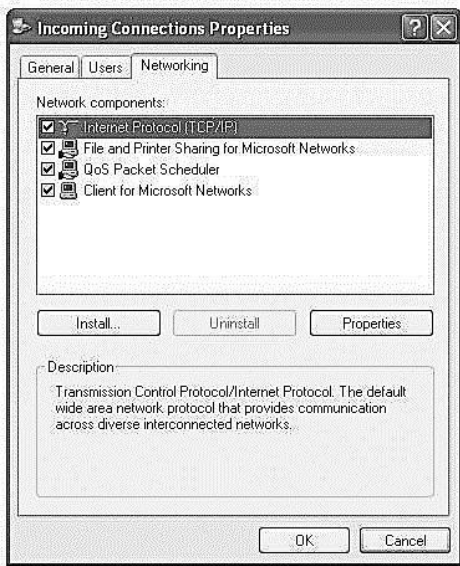 Incoming Connections Properties
General Users Networking
Network components:
Internet Protocol (TCP/IP)
File and Printer Sharing for Microsoft Networks
QoS Packet Scheduler
Client for Microsoft Networks
Install... Uninstall Properties
Description
Transmission Control Protocol/Internet Protocol. The default
wide area network protocol that provides communication
across diverse interconnected networks.
OK Cancel